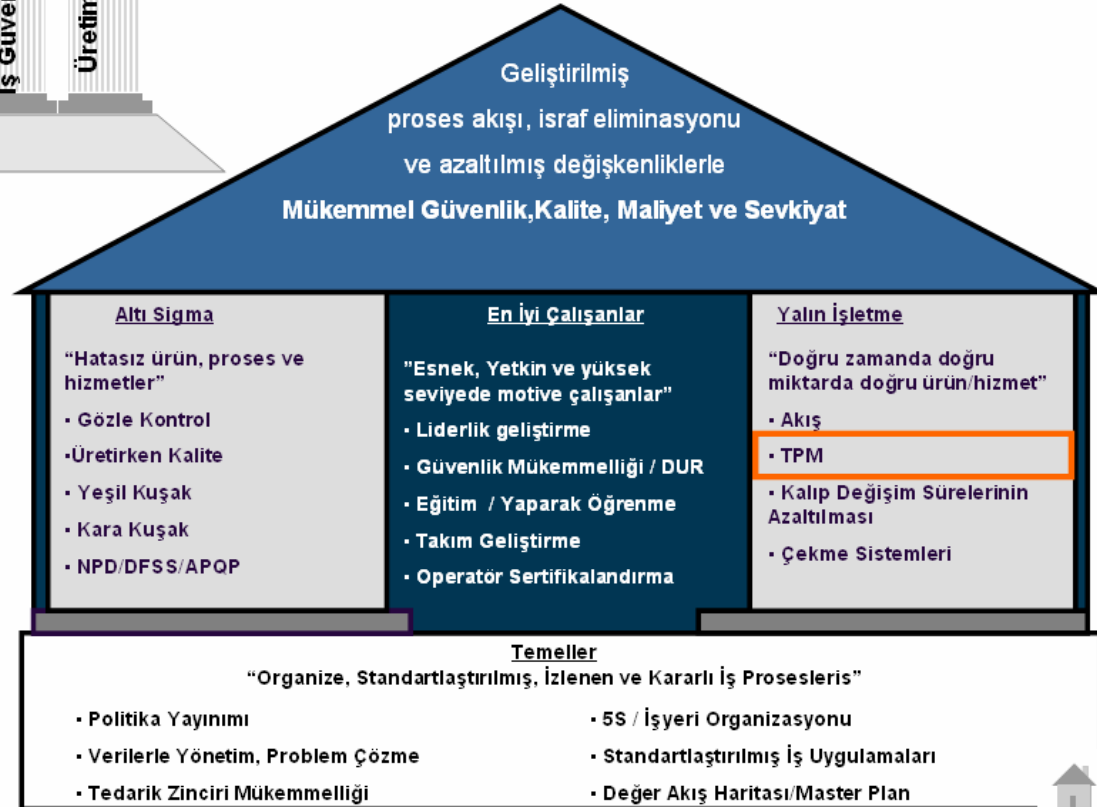 İş Güven
Üretim
Geliştirilmiş
proses akışı, israf eliminasyonu
ve azaltılmış değişkenliklerle
Mükemmel Güvenlik,Kalite, Maliyet ve Sevkiyat
Altı Sigma
“Hatasız ürün, proses ve
hizmetler”
▪ Gözle Kontrol
▪Üretirken Kalite
▪ Yeşil Kuşak
▪ Kara Kuşak
▪ NPD/DFSS/APQP
En İyi Çalışanlar
”Esnek, Yetkin ve yüksek
seviyede motive çalışanlar”
▪ Liderlik geliştirme
▪ Güvenlik Mükemmelliği / DUR
▪ Eğitim / Yaparak Öğrenme
▪ Takım Geliştirme
▪ Operatör Sertifikalandırma
Yalın İşletme
“Doğru zamanda doğru
miktarda doğru ürün/hizmet”
▪ Akış
▪ TPM
▪ Kalıp Değişim Sürelerinin
Azaltılması
▪ Çekme Sistemleri
Temeller
“Organize, Standartlaştırılmış, İzlenen ve Kararlı İş Prosesleris”
▪ Politika Yayınımı
▪ Verilerle Yönetim, Problem Çözme
▪ Tedarik Zinciri Mükemmelliği
▪ 5S / İşyeri Organizasyonu
▪ Standartlaştırılmış İş Uygulamaları
▪ Değer Akış Haritası/Master Plan